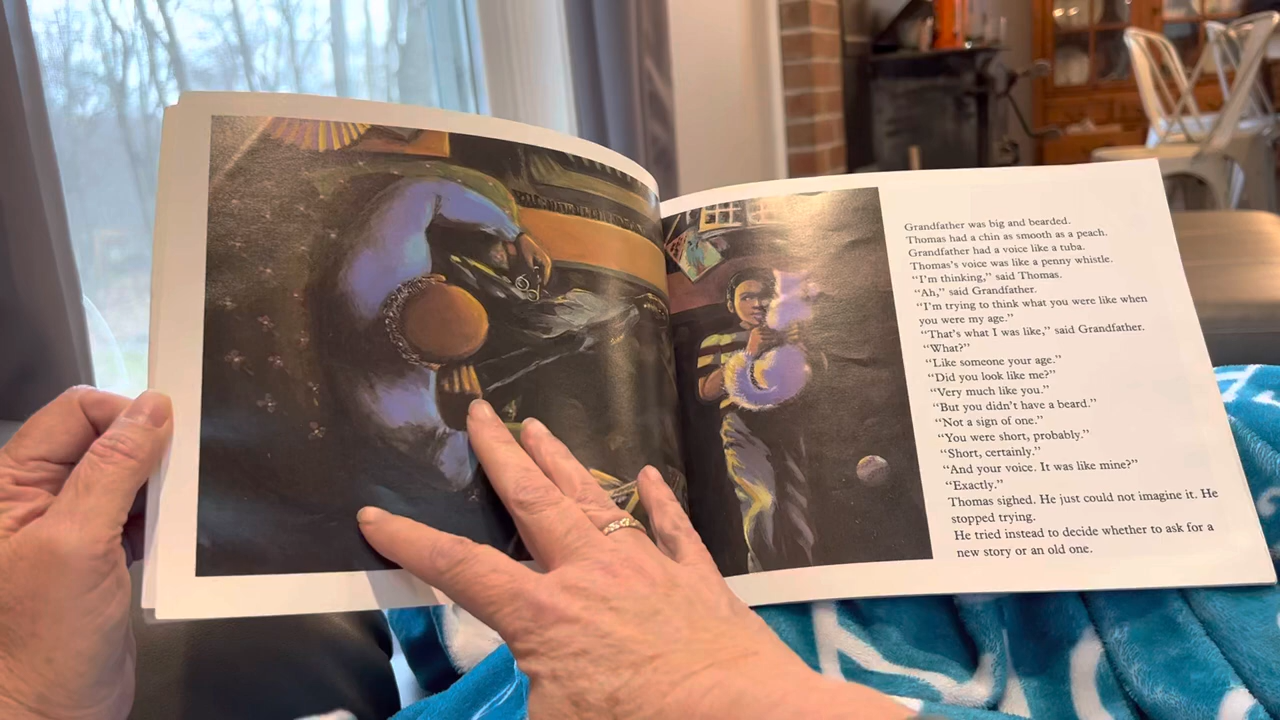 Grandfather was big and bearded.
Thomas had a chin as smooth as a peach.
Grandfather had a voice like a tuba.
Thomas's voice was like a penny whistle.
“I'm thinking,” said Thomas.
“Ah,” said Grandfather.
“I'm trying to think what you were like when
you were my age.”
“That's what I was like,” said Grandfather.
“What?”
“Like someone your age.”
“Did you look like me?”
“Very much like you.”
“But you didn't have a beard.”
“Not a sign of one.”
“You were short, probably.”
“Short, certainly.”
“And your voice. It was like mine?”
“Exactly.”
Thomas sighed. He just could not imagine it. He
stopped trying.
He tried instead to decide whether to ask for a
new story or an old one.